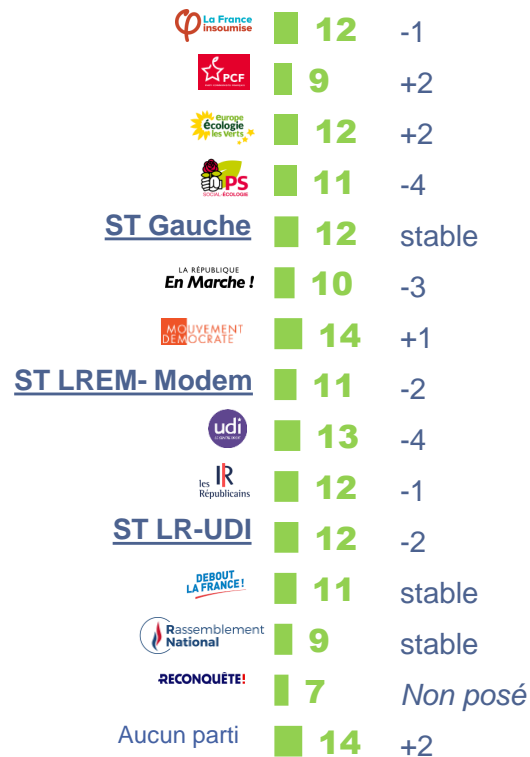 La France
insoumise 12 -1
PCF 9 +2
europe
écologie
les verts 12 +2
PS
SOCIAL-ÉCOLOGIE 11 -4
ST Gauche 12 stable
LA RÉPUBLIQUE
En Marche ! 10 -3
MOUVEMENT
DÉMOCRATE 14 +1
ST LREM- Modem 11 -2
udi 13 -4
les lR
Républicains 12 -1
ST LR-UDI 12 -2
DEBOUT
LA FRANCE! 11 stable
Rassemblement
National 9 stable
RECONQUÊTE! 7 Non posé
Aucun parti 14 +2